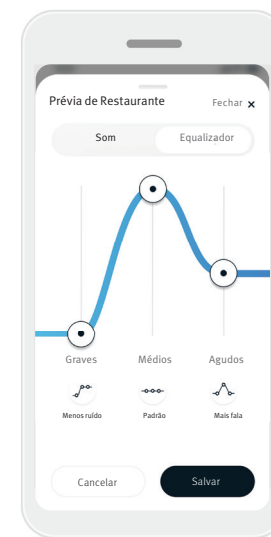 Prévia de Restaurante
Fechar ×
Som
Equalizador
Graves
Médios
Agudos
Menos ruído
Padrão
Mais fala
Cancelar
Salvar